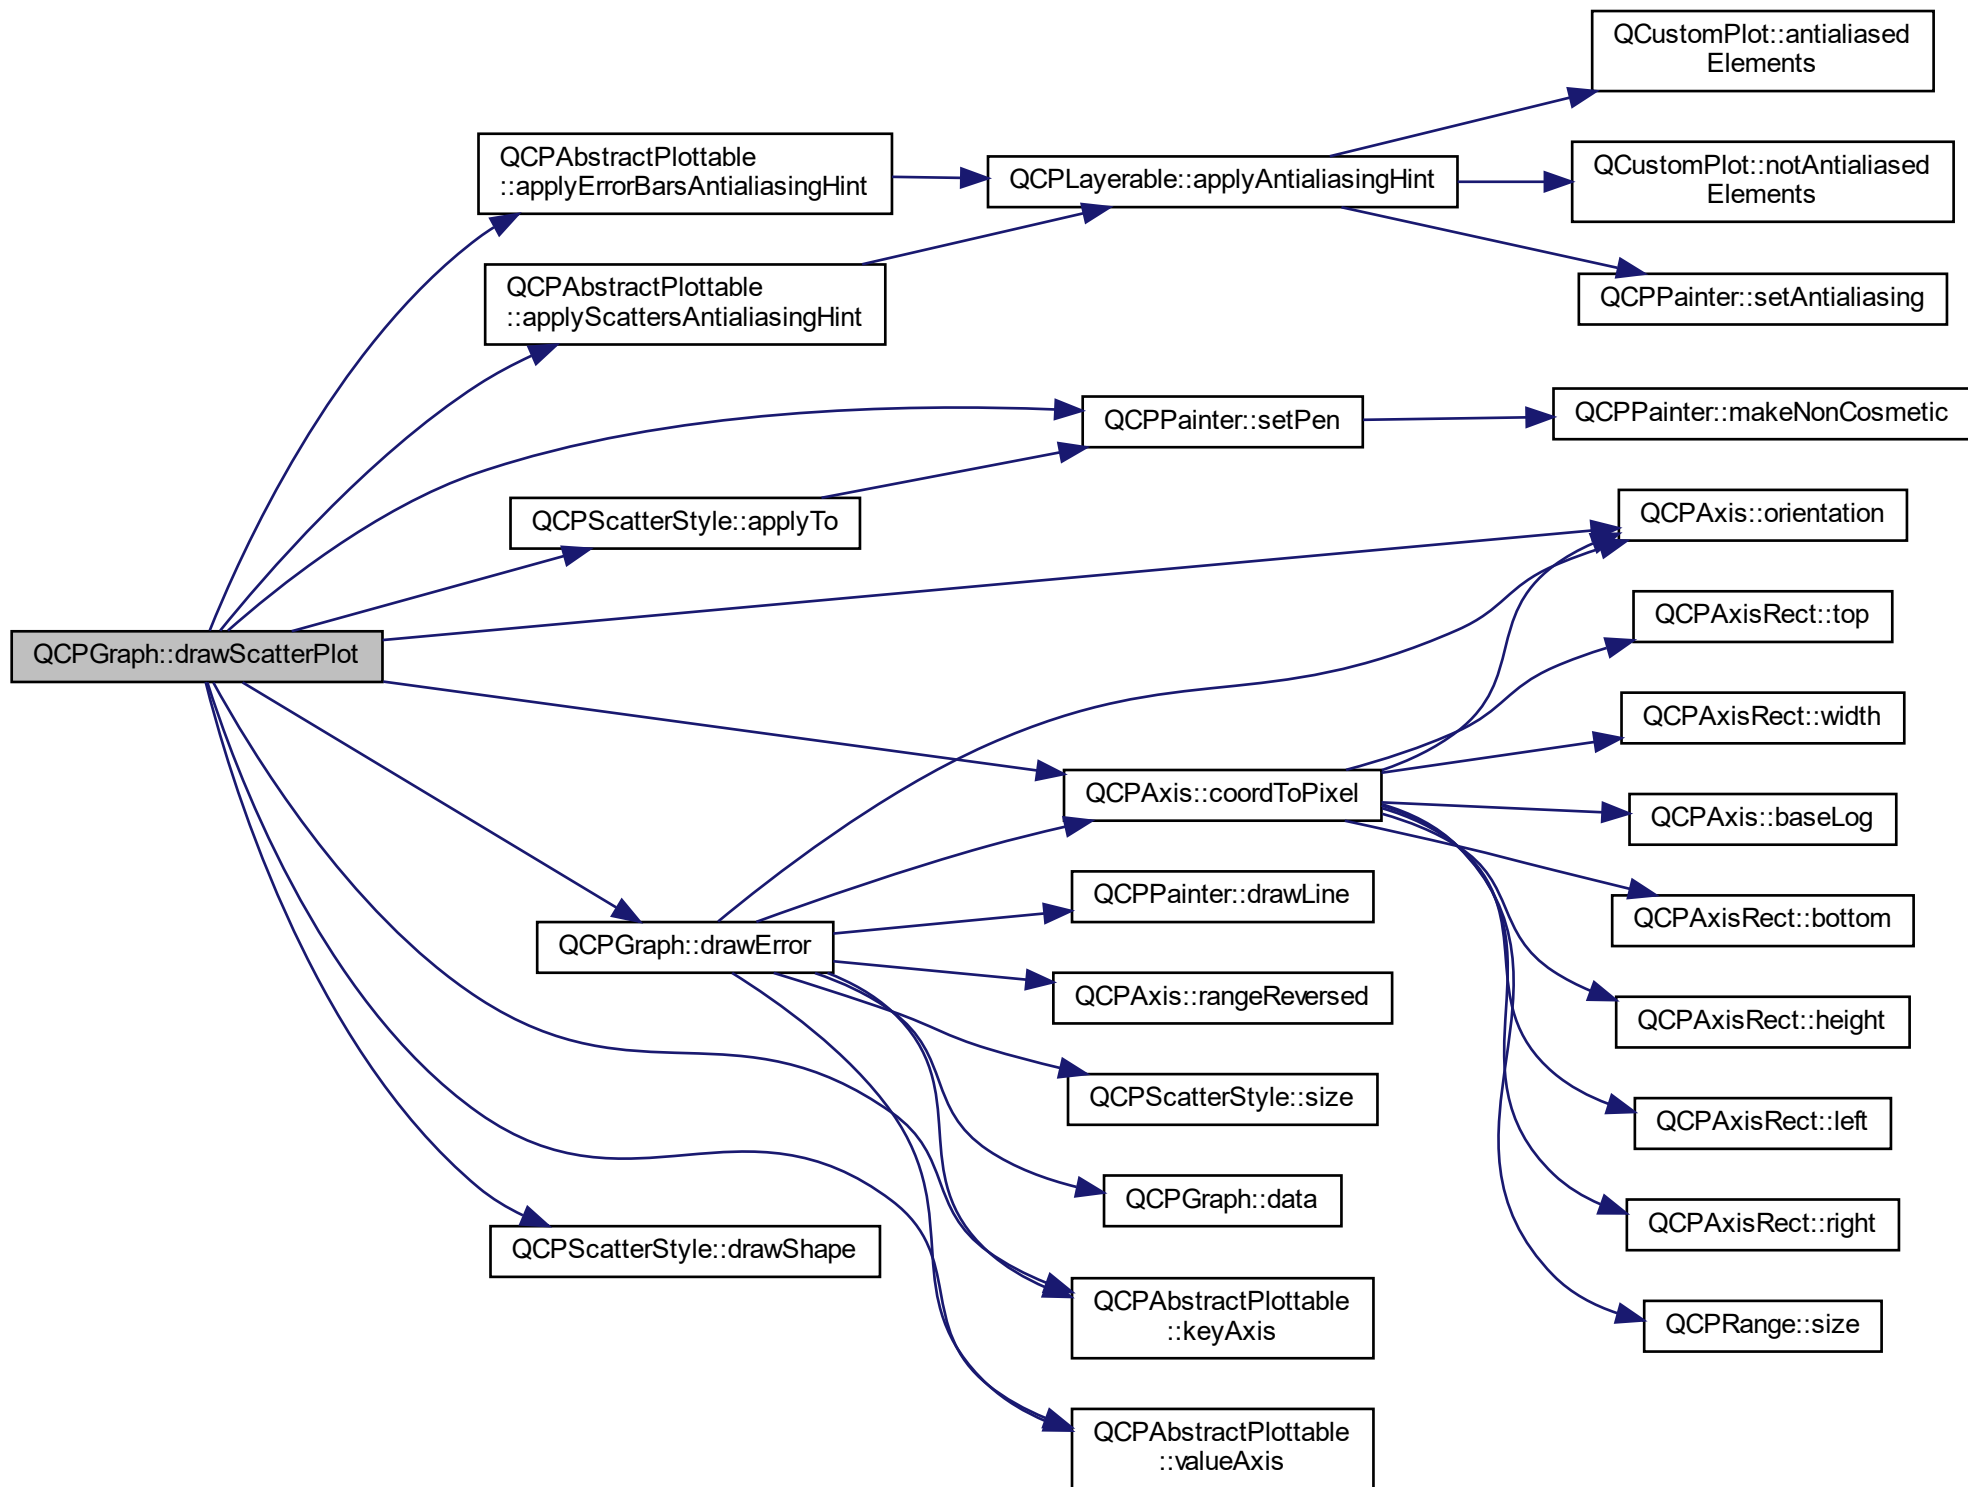 QCPGraph::drawScatterPlot
QCPAbstractPlottable
::applyErrorBarsAntialiasingHint
QCPAbstractPlottable
::applyScattersAntialiasingHint
QCPScatterStyle::applyTo
QCPGraph::drawError
QCPScatterStyle::drawShape
QCPLayerable::applyAntialiasingHint
QCPPainter::setPen
QCPAxis::coordToPixel
QCPPainter::drawLine
QCPAxis::rangeReversed
QCPScatterStyle::size
QCPGraph::data
QCPAbstractPlottable
::keyAxis
QCPAbstractPlottable
::valueAxis
QCustomPlot::antialiased
Elements
QCustomPlot::notAntialiased
Elements
QCPPainter::setAntialiasing
QCPPainter::makeNonCosmetic
QCPAxis::orientation
QCPAxisRect::top
QCPAxisRect::width
QCPAxis::baseLog
QCPAxisRect::bottom
QCPAxisRect::height
QCPAxisRect::left
QCPAxisRect::right
QCPRange::size